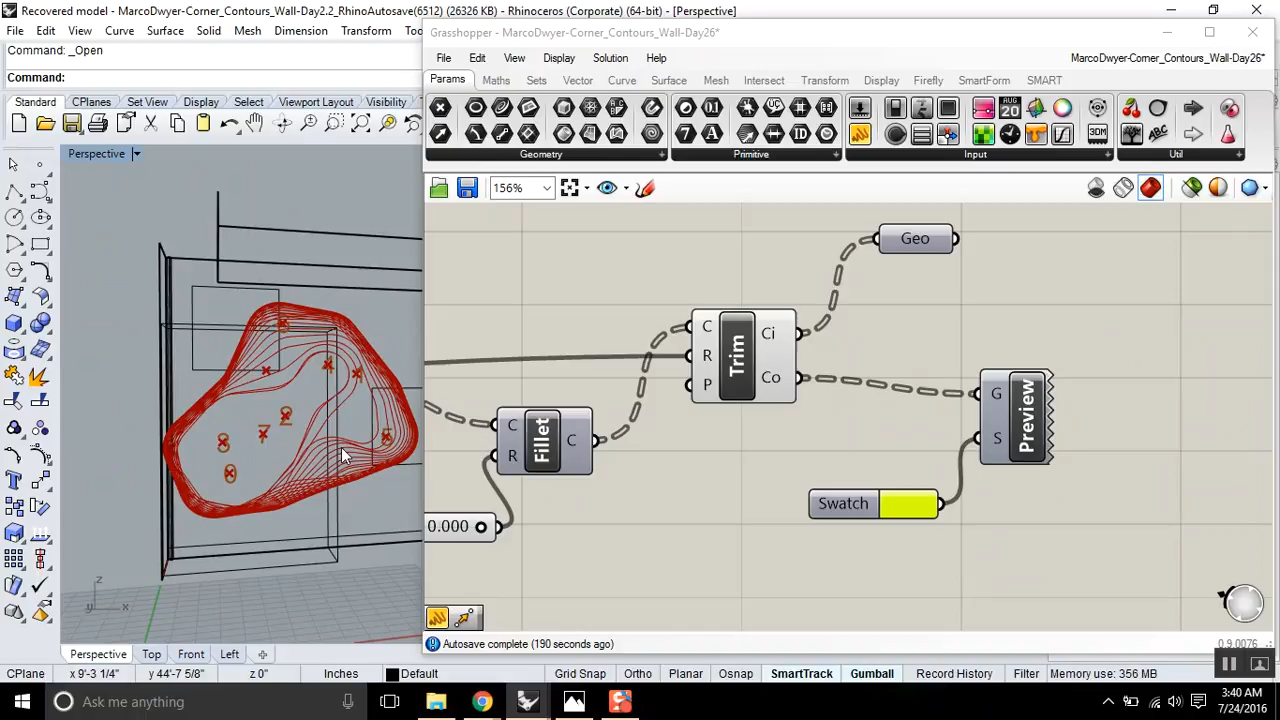 Recovered model - MarcoDwyer-Corner_Contours_Wall-Day2.2_RhinoAutosave(6512) (26326 KB) - Rhinoceros (Corporate) (64-bit) - [Perspective]
File Edit View Curve Surface Solid Mesh Dimension Transform Too
Command: _Open
Command:
Standard CPlanes Set View Display Select Viewport Layout Visibility
Perspective
Grasshopper - MarcoDwyer-Corner_Contours_Wall-Day26*
File Edit View Display Solution Help MarcoDwyer-Corner_Contours_Wall-Day26*
Params Maths Sets Vector Curve Surface Mesh Intersect Transform Display Firefly SmartForm SMART
Geometry Primitive Input Util
156%
Geo
C Ci
R
P Co
Trim
C C
R
Fillet
G
S
Preview
Swatch
0.000
Autosave complete (190 seconds ago) 0.9.0076
z
y x
Perspective Top Front Left
CPlane x 9'-3 1/4" y 44'-7 5/8" z 0" Inches Default Grid Snap Ortho Planar Osnap SmartTrack Gumball Record History Filter Memory use: 356 MB
Ask me anything
3:40 AM
7/24/2016